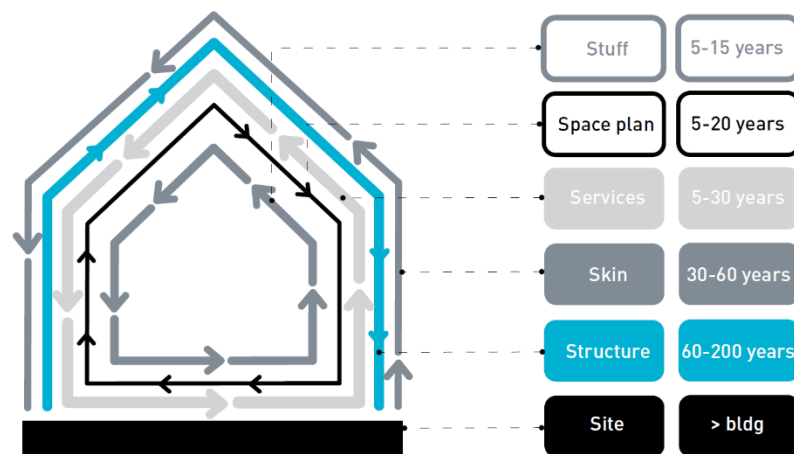 Stuff 5-15 years
Space plan 5-20 years
Services 5-30 years
Skin 30-60 years
Structure 60-200 years
Site > bldg